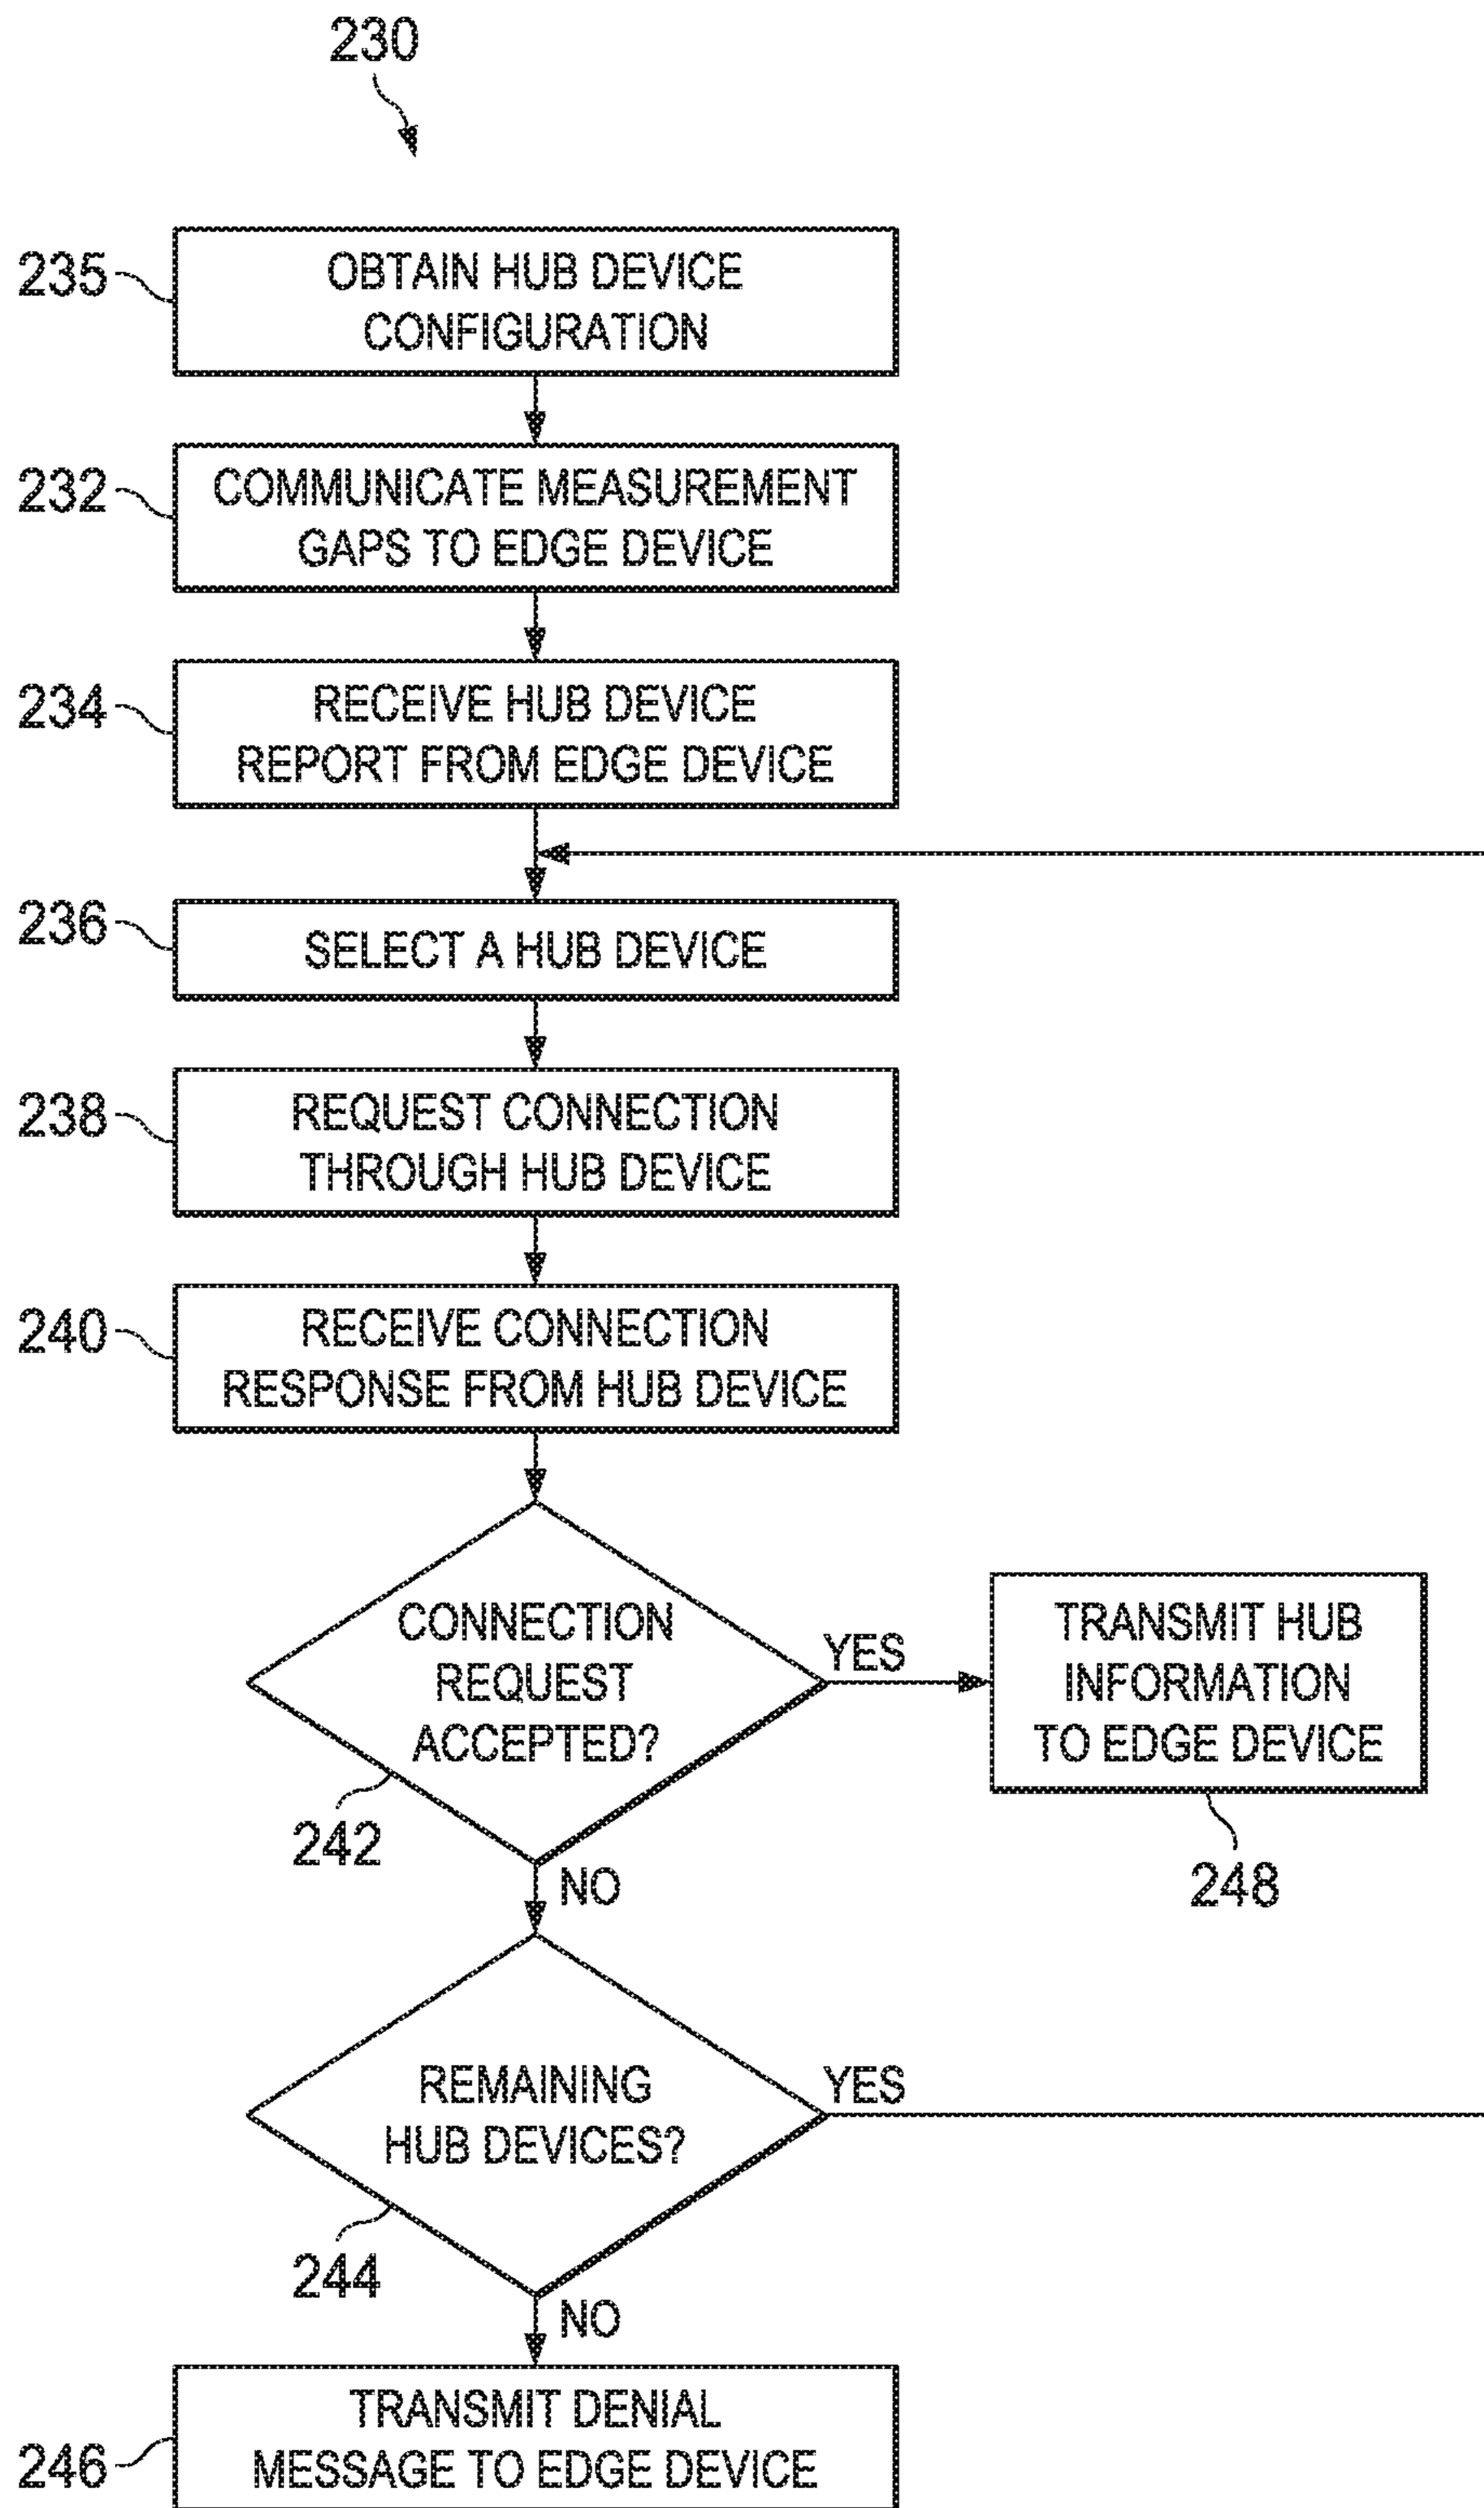 230
235
OBTAIN HUB DEVICE
CONFIGURATION
232
COMMUNICATE MEASUREMENT
GAPS TO EDGE DEVICE
234
RECEIVE HUB DEVICE
REPORT FROM EDGE DEVICE
236
SELECT A HUB DEVICE
238
REQUEST CONNECTION
THROUGH HUB DEVICE
240
RECEIVE CONNECTION
RESPONSE FROM HUB DEVICE
CONNECTION
REQUEST
ACCEPTED?
242
YES
TRANSMIT HUB
INFORMATION
TO EDGE DEVICE
248
NO
REMAINING
HUB DEVICES?
244
YES
NO
246
TRANSMIT DENIAL
MESSAGE TO EDGE DEVICE